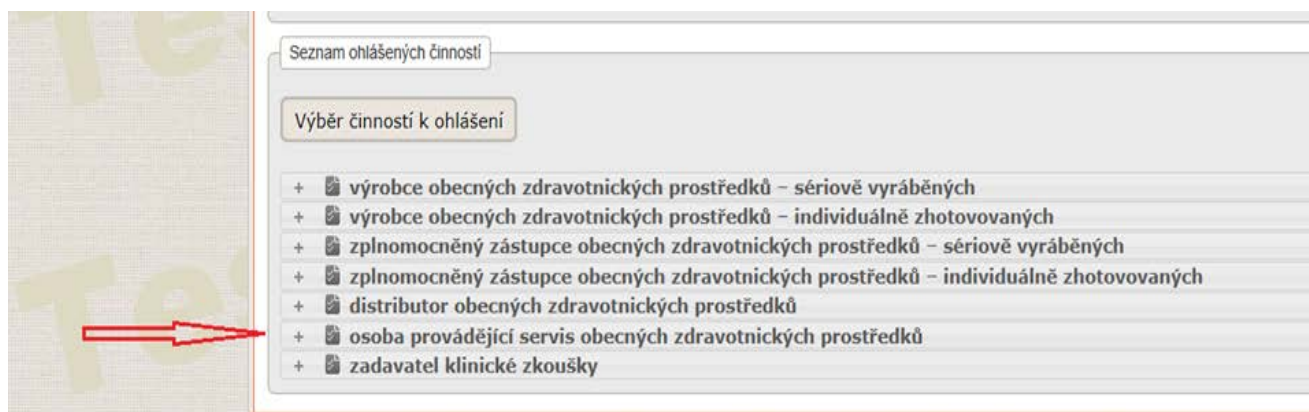 Seznam ohlášených činností
Výběr činností k ohlášení
+ výrobce obecných zdravotnických prostředků – sériově vyráběných
+ výrobce obecných zdravotnických prostředků – individuálně zhotovovaných
+ zplnomocněný zástupce obecných zdravotnických prostředků – sériově vyráběných
+ zplnomocněný zástupce obecných zdravotnických prostředků – individuálně zhotovovaných
+ distributor obecných zdravotnických prostředků
+ osoba provádějící servis obecných zdravotnických prostředků
+ zadavatel klinické zkoušky